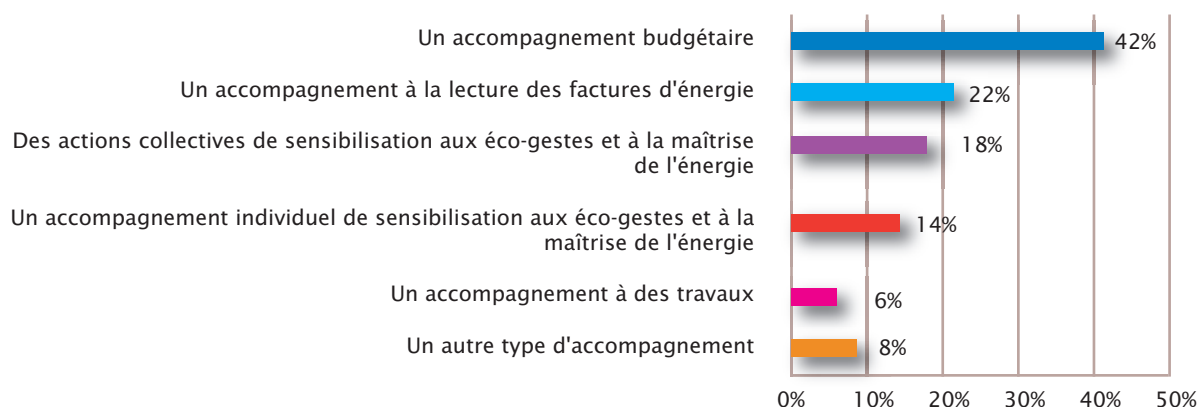 Un accompagnement budgétaire
42%
Un accompagnement à la lecture des factures d'énergie
22%
Des actions collectives de sensibilisation aux éco-gestes et à la maîtrise
de l'énergie
18%
Un accompagnement individuel de sensibilisation aux éco-gestes et à la
maîtrise de l'énergie
14%
Un accompagnement à des travaux
6%
Un autre type d'accompagnement
8%
0% 10% 20% 30% 40% 50%